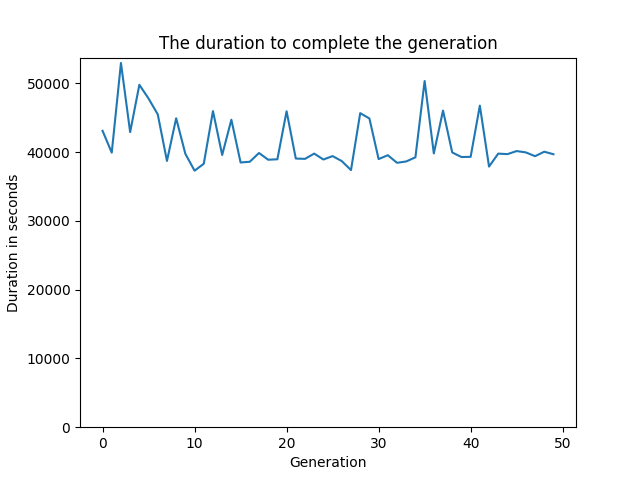 The duration to complete the generation
50000
40000
30000
20000
10000
0
Duration in seconds
0 10 20 30 40 50
Generation